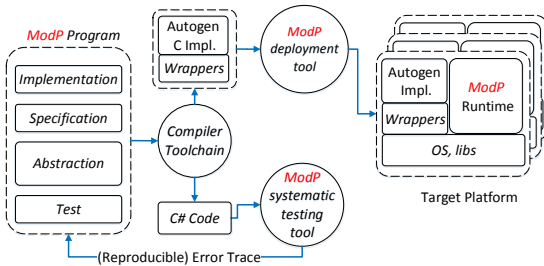 ModP Program
Implementation
Specification
Abstraction
Test
Compiler
Toolchain
Autogen
C Impl.
Wrappers
ModP
deployment
tool
C# Code
ModP
systematic
testing
tool
(Reproducible) Error Trace
Autogen
Impl.
Wrappers
ModP
Runtime
OS, libs
Target Platform